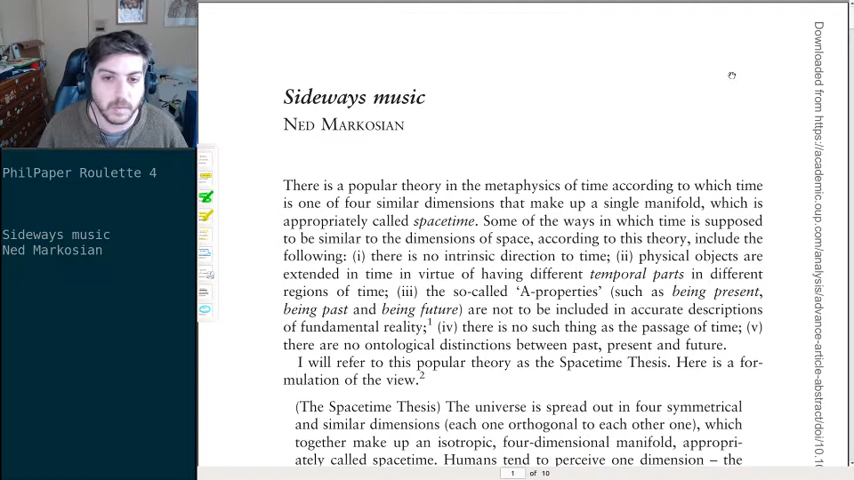 PhilPaper Roulette 4
Sideways music
Ned Markosian
Sideways music
NED MARKOSIAN
There is a popular theory in the metaphysics of time according to which time
is one of four similar dimensions that make up a single manifold, which is
appropriately called spacetime. Some of the ways in which time is supposed
to be similar to the dimensions of space, according to this theory, include the
following: (i) there is no intrinsic direction to time; (ii) physical objects are
extended in time in virtue of having different temporal parts in different
regions of time; (iii) the so-called ‘A-properties’ (such as being present,
being past and being future) are not to be included in accurate descriptions
of fundamental reality;1 (iv) there is no such thing as the passage of time; (v)
there are no ontological distinctions between past, present and future.
I will refer to this popular theory as the Spacetime Thesis. Here is a for-
mulation of the view.2
(The Spacetime Thesis) The universe is spread out in four symmetrical
and similar dimensions (each one orthogonal to each other one), which
together make up an isotropic, four-dimensional manifold, appropri-
ately called spacetime. Humans tend to perceive one dimension – the
1 of 10
Downloaded from https://academic.oup.com/analysis/advance-article-abstract/doi/10.1